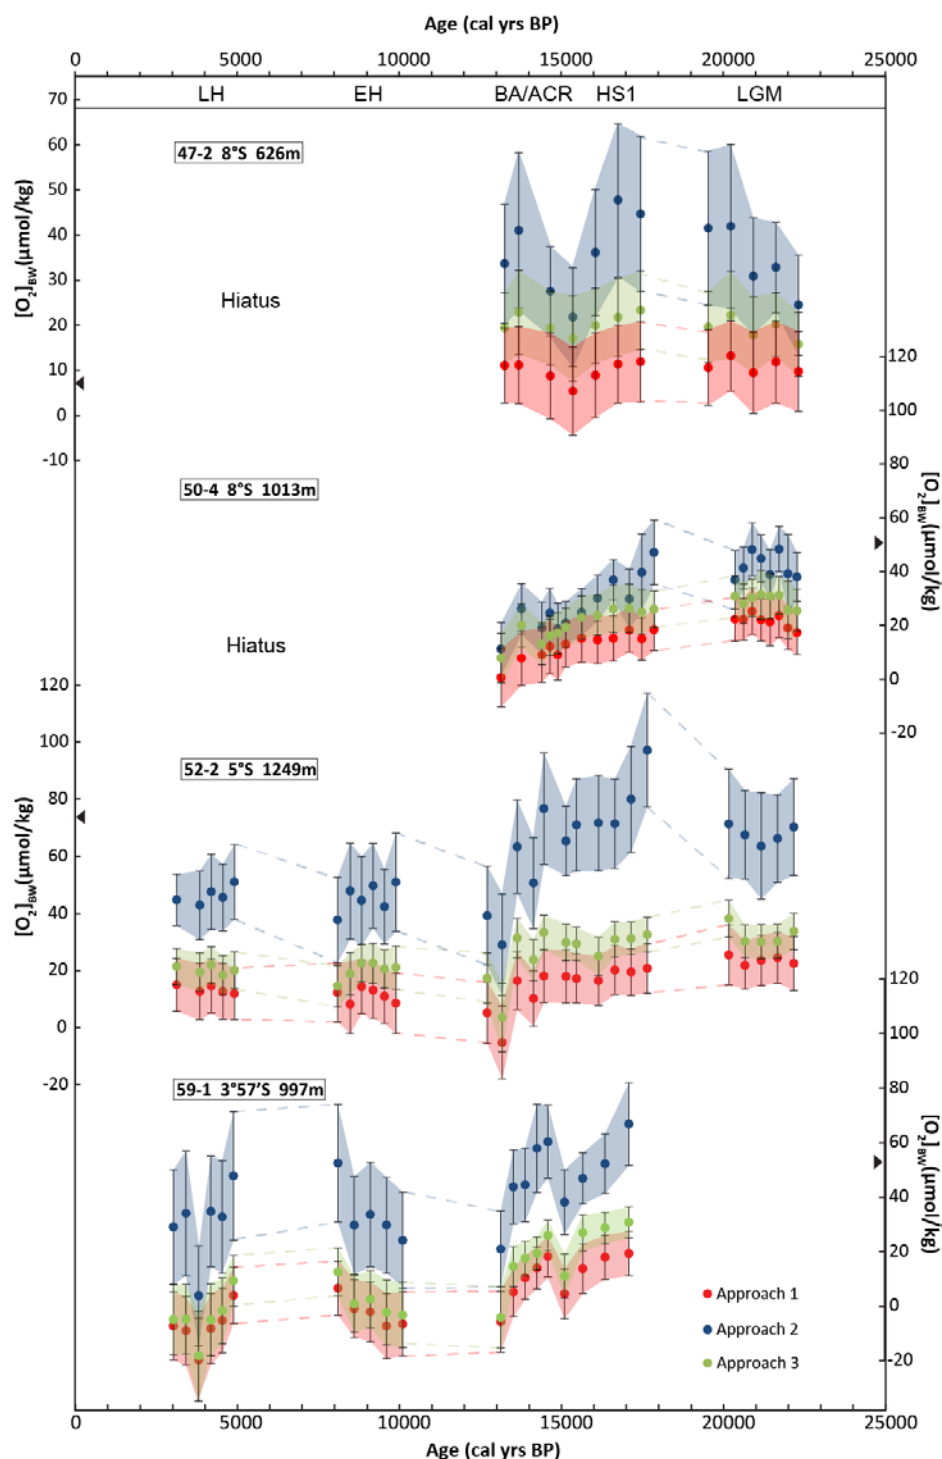 Age (cal yrs BP)
0 5000 10000 15000 20000 25000
LH EH BA/ACR HS1 LGM
70
60
50
40
30
20
10
0
-10
[O₂]BW(μmol/kg)
47-2 8°S 626m
Hiatus
120
100
80
60
40
20
0
-20
[O₂]BW(μmol/kg)
50-4 8°S 1013m
Hiatus
120
100
80
60
40
20
0
-20
[O₂]BW(μmol/kg)
52-2 5°S 1249m
120
100
80
60
40
20
0
-20
[O₂]BW(μmol/kg)
59-1 3°57'S 997m
Approach 1
Approach 2
Approach 3
0 5000 10000 15000 20000 25000
Age (cal yrs BP)